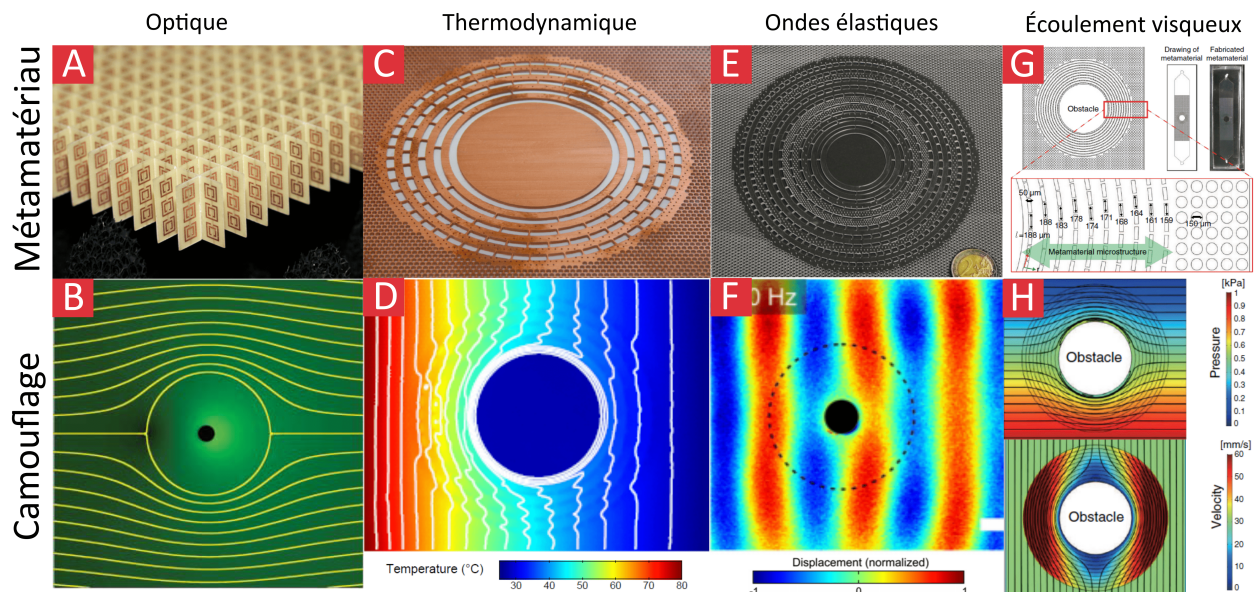 Optique
Thermodynamique
Ondes élastiques
Écoulement visqueux
Métamatériau
A
C
E
G
Drawing of
metamaterial
Fabricated
metamaterial
Obstacle
50 μm
188
183
178
174
171
168
164
161
159
150 μm
=188 μm
Metamaterial microstructure
Camouflage
B
D
F
0 Hz
H
Obstacle
[kPa]
1
0.9
0.8
0.7
0.6
0.5
0.4
0.3
0.2
0.1
0
Pressure
Obstacle
[mm/s]
60
50
40
30
20
10
0
Velocity
Temperature (°C)
30 40 50 60 70 80
Displacement (normalized)
-1 0 1